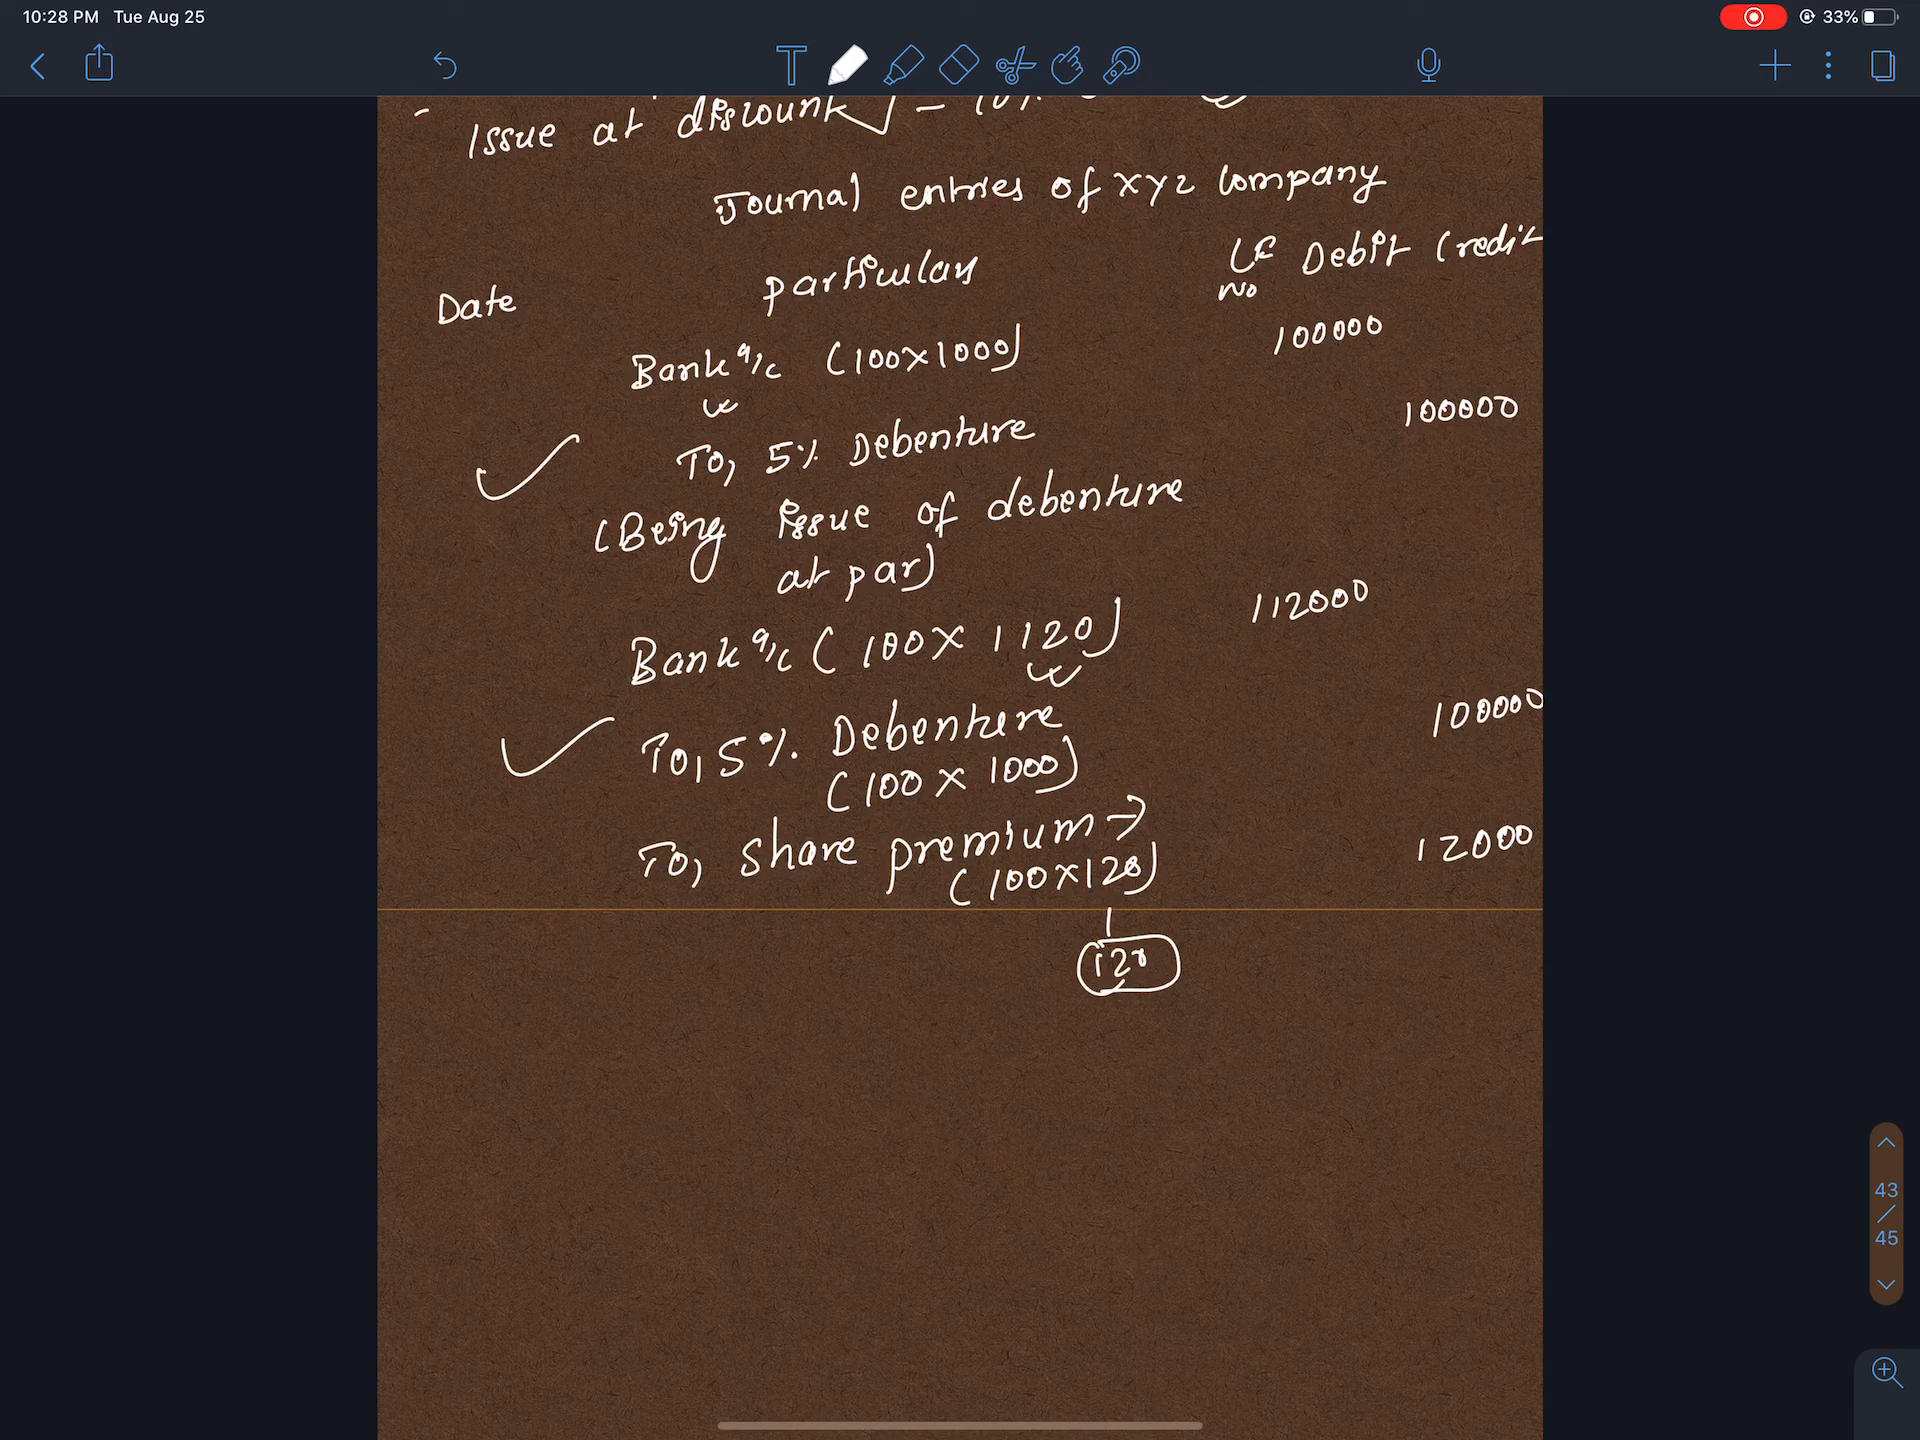 10:28 PM Tue Aug 25
33%
Issue at discount - 10%
Journal entries of xyz company
Date particulars LF No Debit Credit
Bank a/c (100x1000) 100000
To, 5% Debenture 100000
(Being issue of debenture
at par)
Bank a/c (100x 1120) 112000
To, 5%. Debenture 100000
(100 x 1000)
To, share premium→ 12000
(100x120)
120
43
/
45